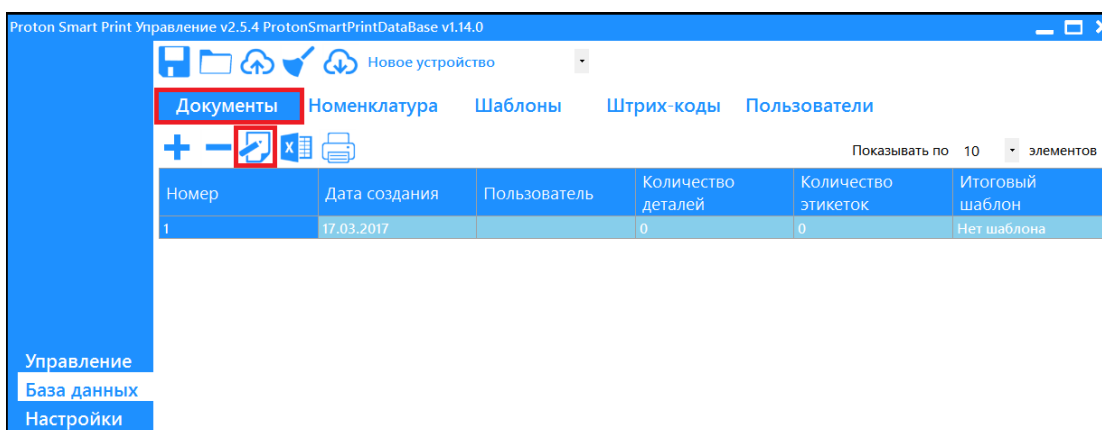 Proton Smart Print Управление v2.5.4 ProtonSmartPrintDataBase v1.14.0
Новое устройство
Документы Номенклатура Шаблоны Штрих-коды Пользователи
Показывать по 10 элементов
Номер Дата создания Пользователь Количество деталей Количество этикеток Итоговый шаблон
1 17.03.2017 0 0 Нет шаблона
Управление
База данных
Настройки